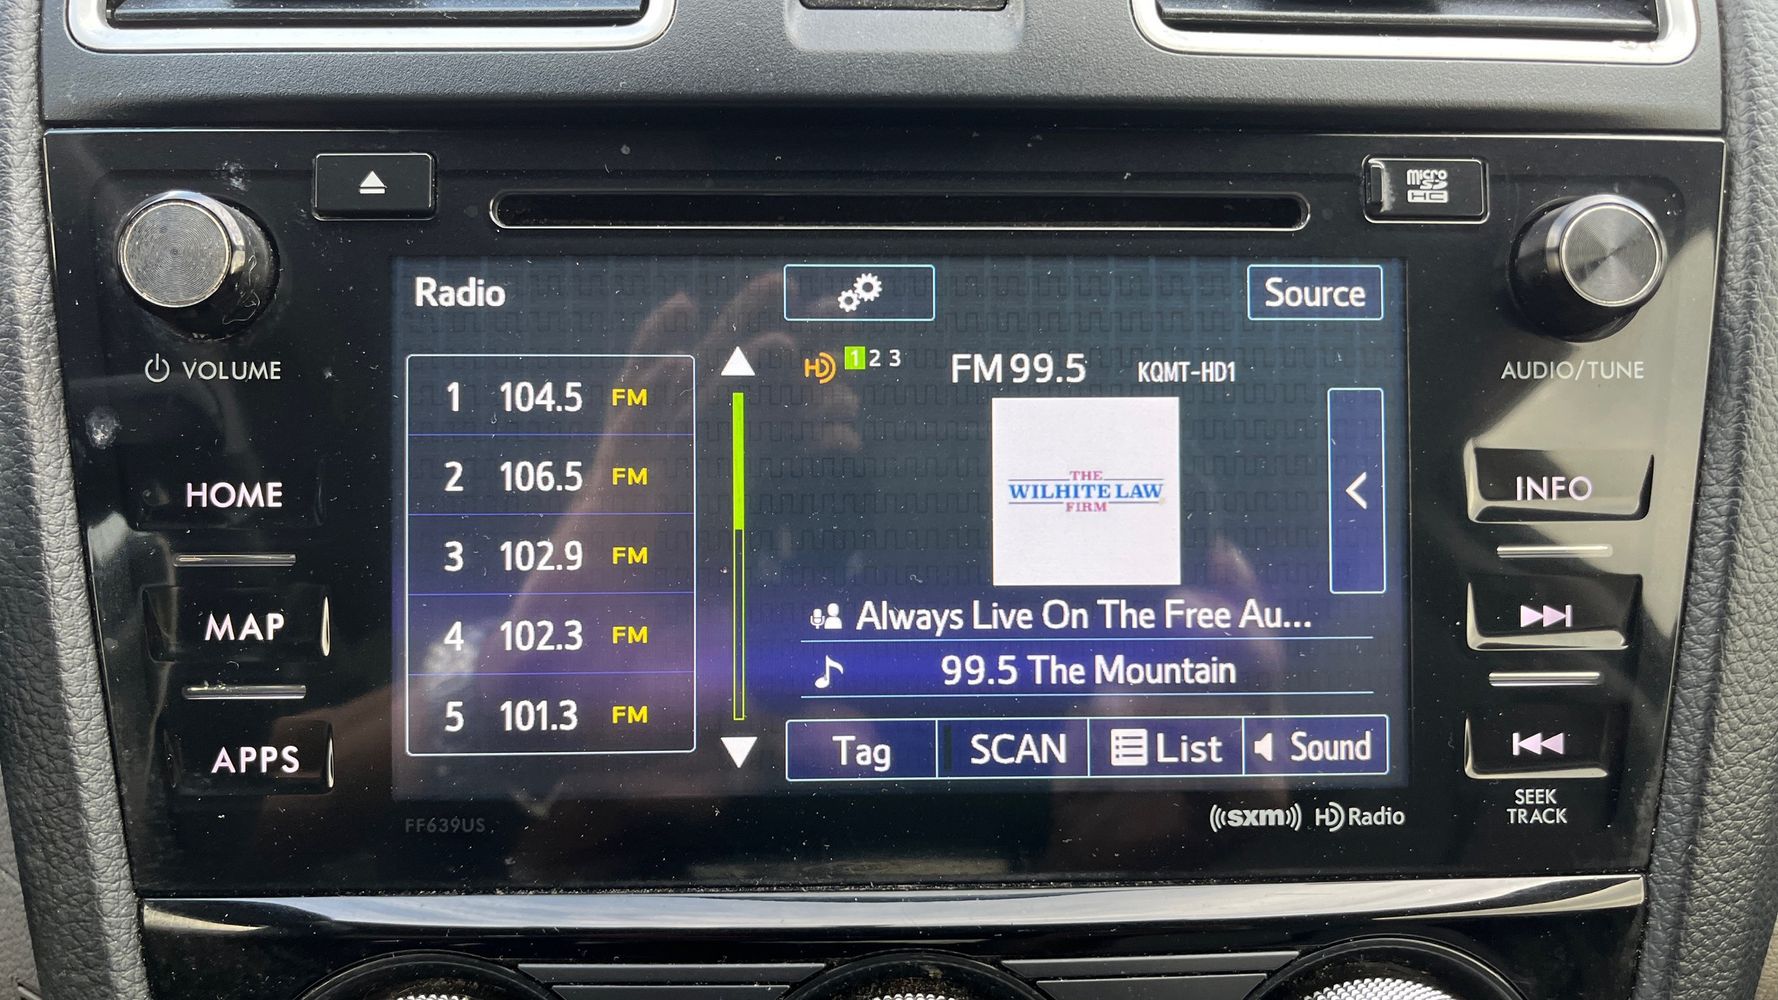 micro
SD
HC
VOLUME
AUDIO/TUNE
HOME
MAP
APPS
INFO
SEEK
TRACK
Radio
Source
1 104.5 FM
2 106.5 FM
3 102.9 FM
4 102.3 FM
5 101.3 FM
HD 1 2 3
FM 99.5
KQMT-HD1
THE
WILHITE LAW
FIRM
Always Live On The Free Au...
99.5 The Mountain
Tag
SCAN
List
Sound
FF639US
((sxm))
HD Radio